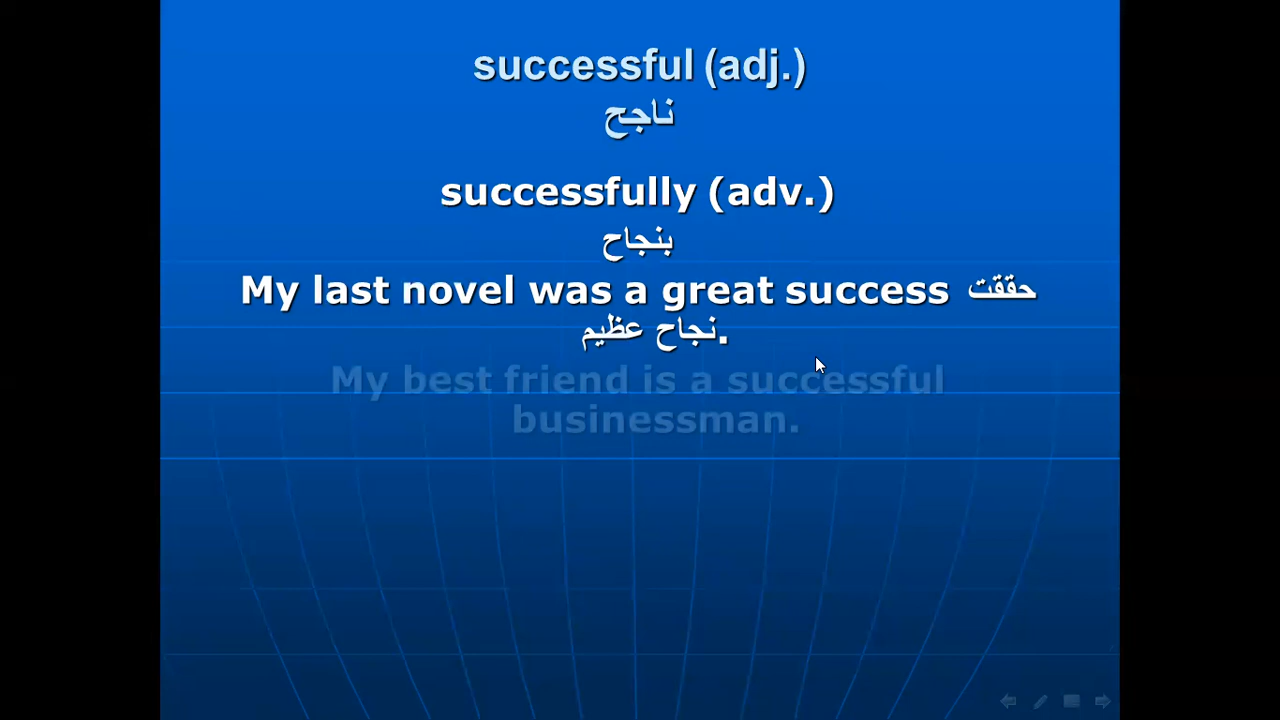 successful (adj.)
ناجح
successfully (adv.)
بنجاح
My last novel was a great success حققت
نجاح عظيم.
My best friend is a successful
businessman.